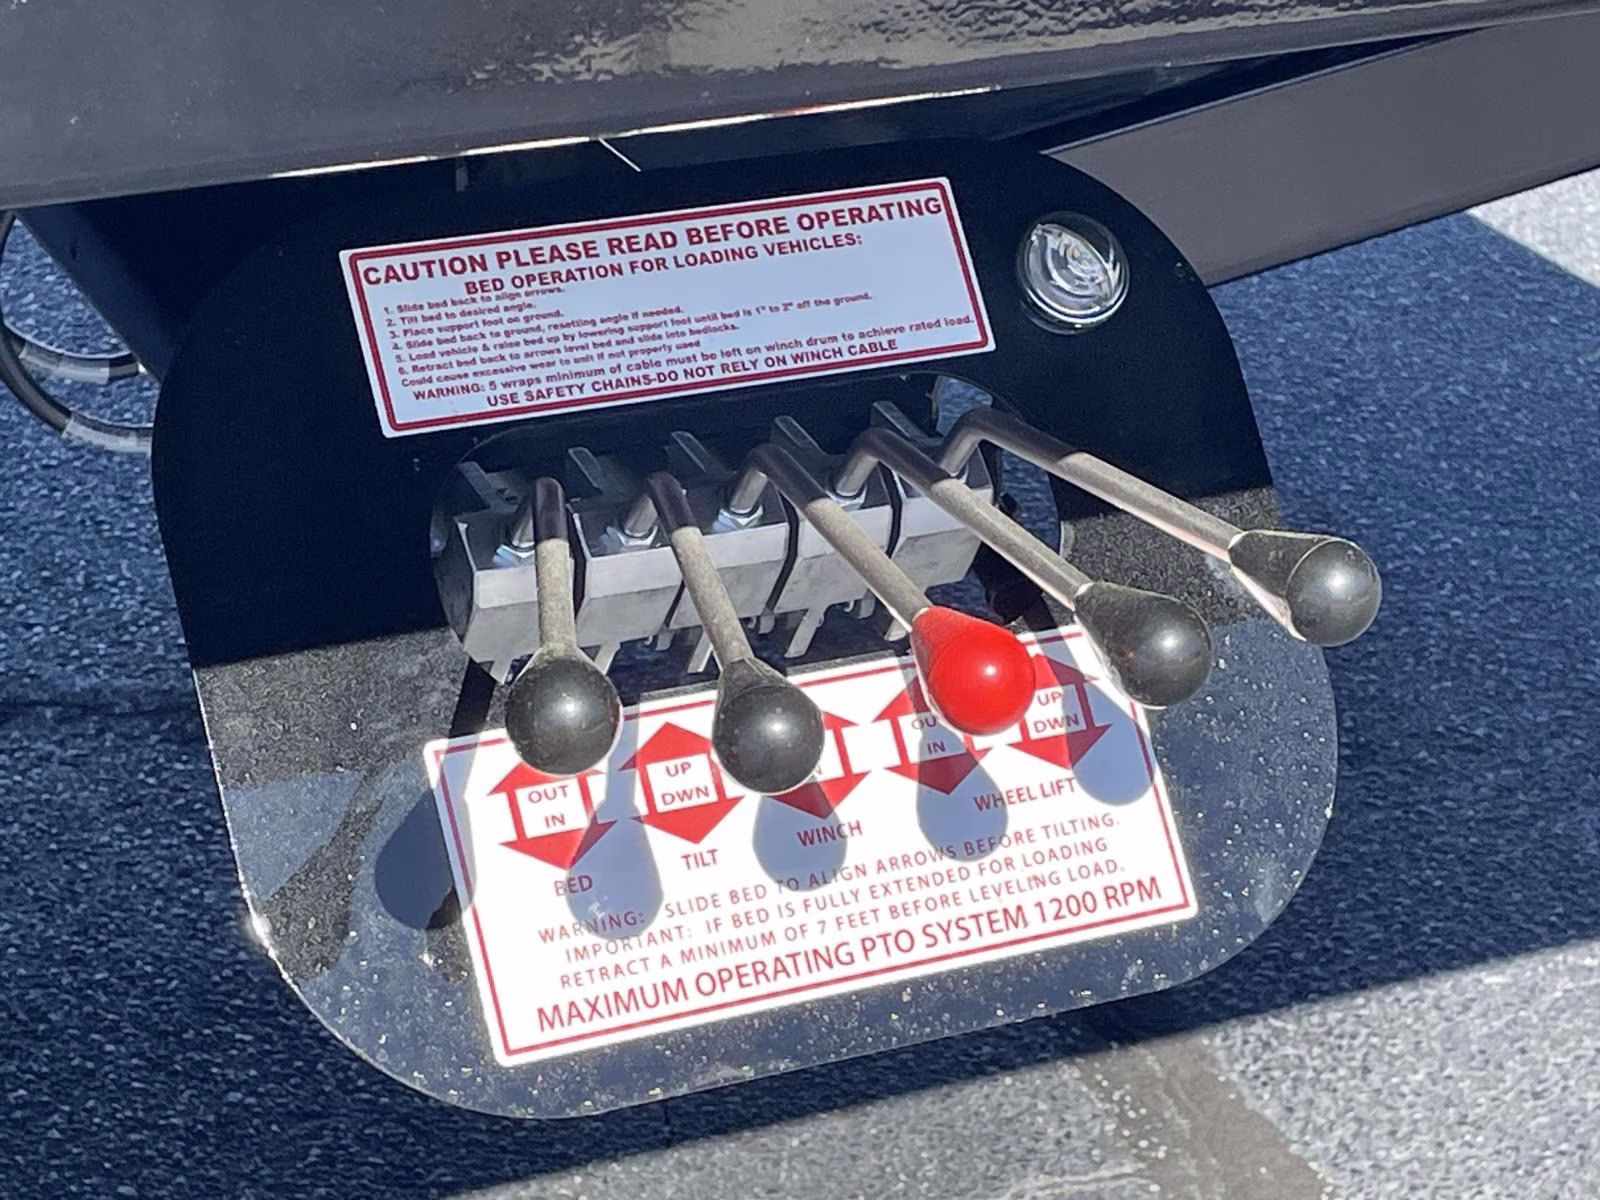 CAUTION PLEASE READ BEFORE OPERATING
BED OPERATION FOR LOADING VEHICLES:
1. Slide bed back to align arrows.
2. Tilt bed to desired angle.
3. Place support foot on ground.
4. Slide bed back to ground, resetting angle if needed.
5. Load vehicle & raise bed up by lowering support foot until bed is 1" to 2" off the ground.
6. Retract bed back to arrows level bed and slide into bedlocks.
Could cause excessive wear to unit if not properly used
WARNING: 5 wraps minimum of cable must be left on winch drum to achieve rated load.
USE SAFETY CHAINS-DO NOT RELY ON WINCH CABLE
OUT
IN
BED
UP
DWN
TILT
WINCH
IN
UP
DWN
WHEEL LIFT
WARNING: SLIDE BED TO ALIGN ARROWS BEFORE TILTING.
IMPORTANT: IF BED IS FULLY EXTENDED FOR LOADING
RETRACT A MINIMUM OF 7 FEET BEFORE LEVELING LOAD.
MAXIMUM OPERATING PTO SYSTEM 1200 RPM